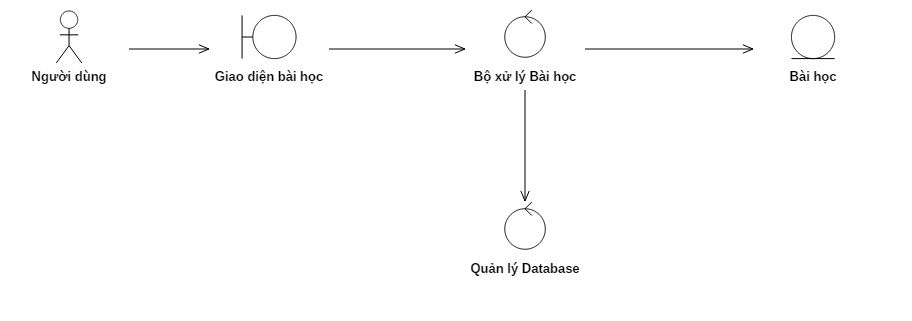 Người dùng
Giao diện bài học
Bộ xử lý Bài học
Bài học
Quản lý Database